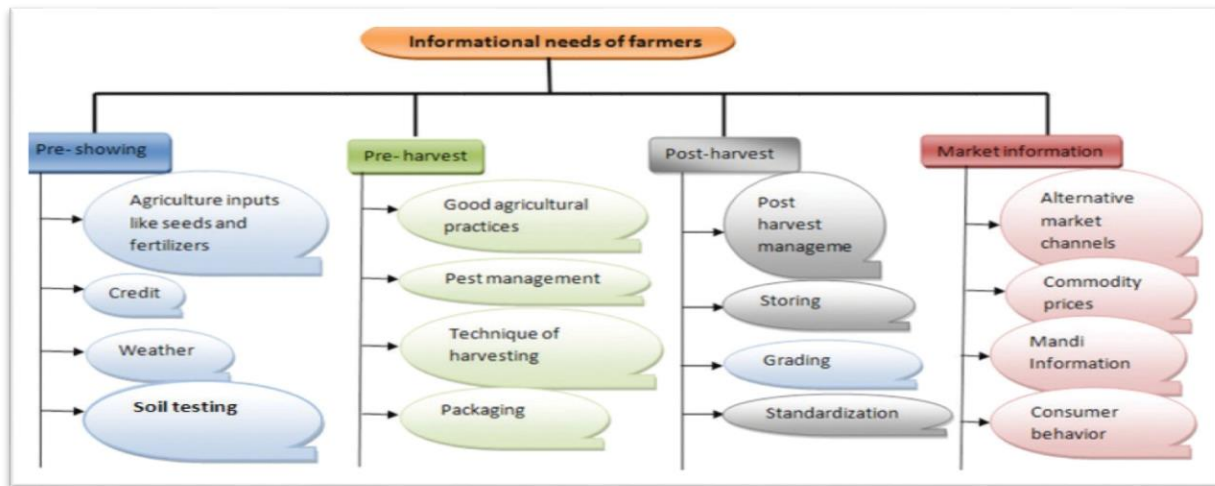 Informational needs of farmers
Pre- showing
Agriculture inputs
like seeds and
fertilizers
Credit
Weather
Soil testing
Pre- harvest
Good agricultural
practices
Pest management
Technique of
harvesting
Packaging
Post-harvest
Post
harvest
manageme
Storing
Grading
Standardization
Market information
Alternative
market
channels
Commodity
prices
Mandi
Information
Consumer
behavior